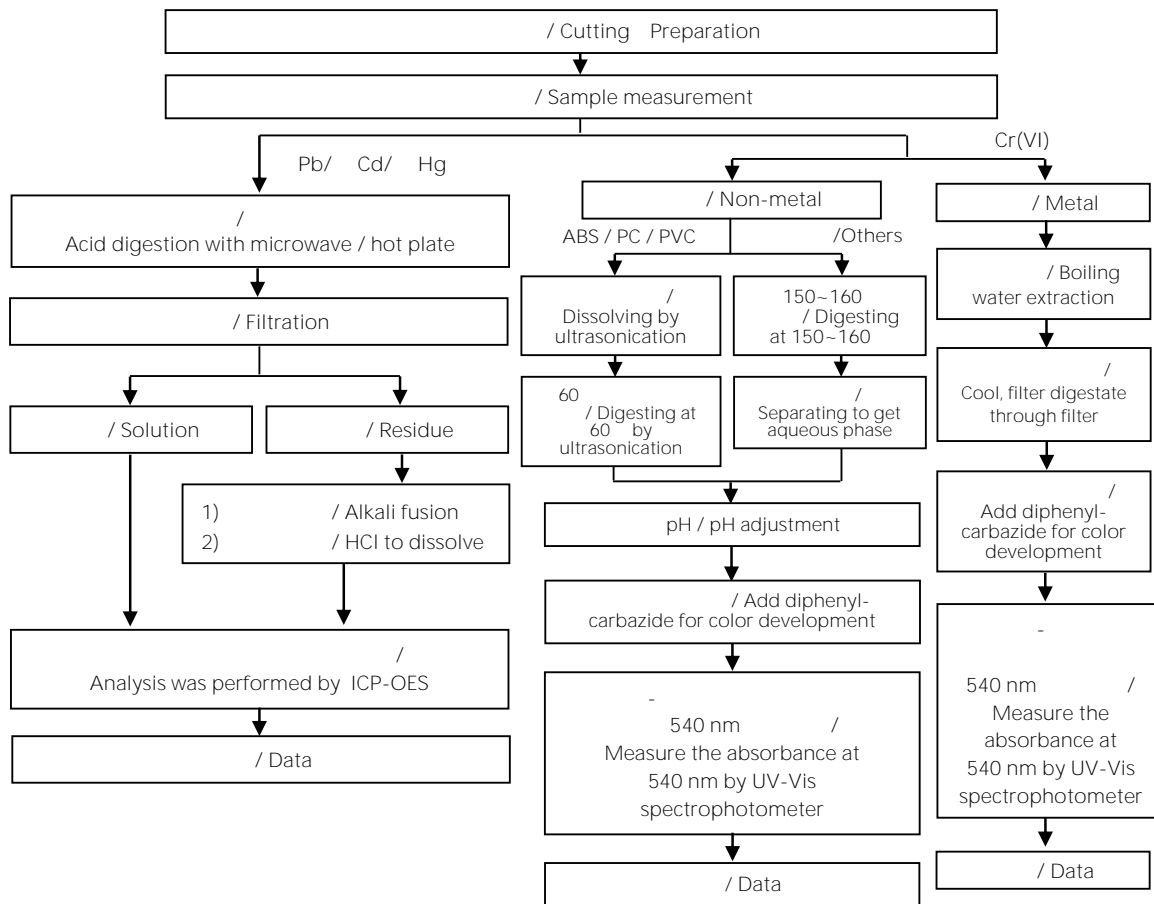 / Cutting Preparation
/ Sample measurement
Pb/ Cd/ Hg
Cr(VI)
/
Acid digestion with microwave / hot plate
/ Filtration
/ Solution
/ Residue
1) / Alkali fusion
2) / HCl to dissolve
/
Analysis was performed by ICP-OES
/ Data
/ Non-metal
ABS / PC / PVC
/Others
/
Dissolving by
ultrasonication
150~160
/ Digesting
at 150~160
60
/ Digesting at
60 by
ultrasonication
/
Separating to get
aqueous phase
pH / pH adjustment
/ Add diphenyl-
carbazide for color development
-
540 nm /
Measure the absorbance at
540 nm by UV-Vis
spectrophotometer
/ Data
/ Metal
/ Boiling
water extraction
/
Cool, filter digestate
through filter
/
Add diphenyl-
carbazide for color
development
-
540 nm /
Measure the
absorbance at
540 nm by UV-Vis
spectrophotometer
/ Data